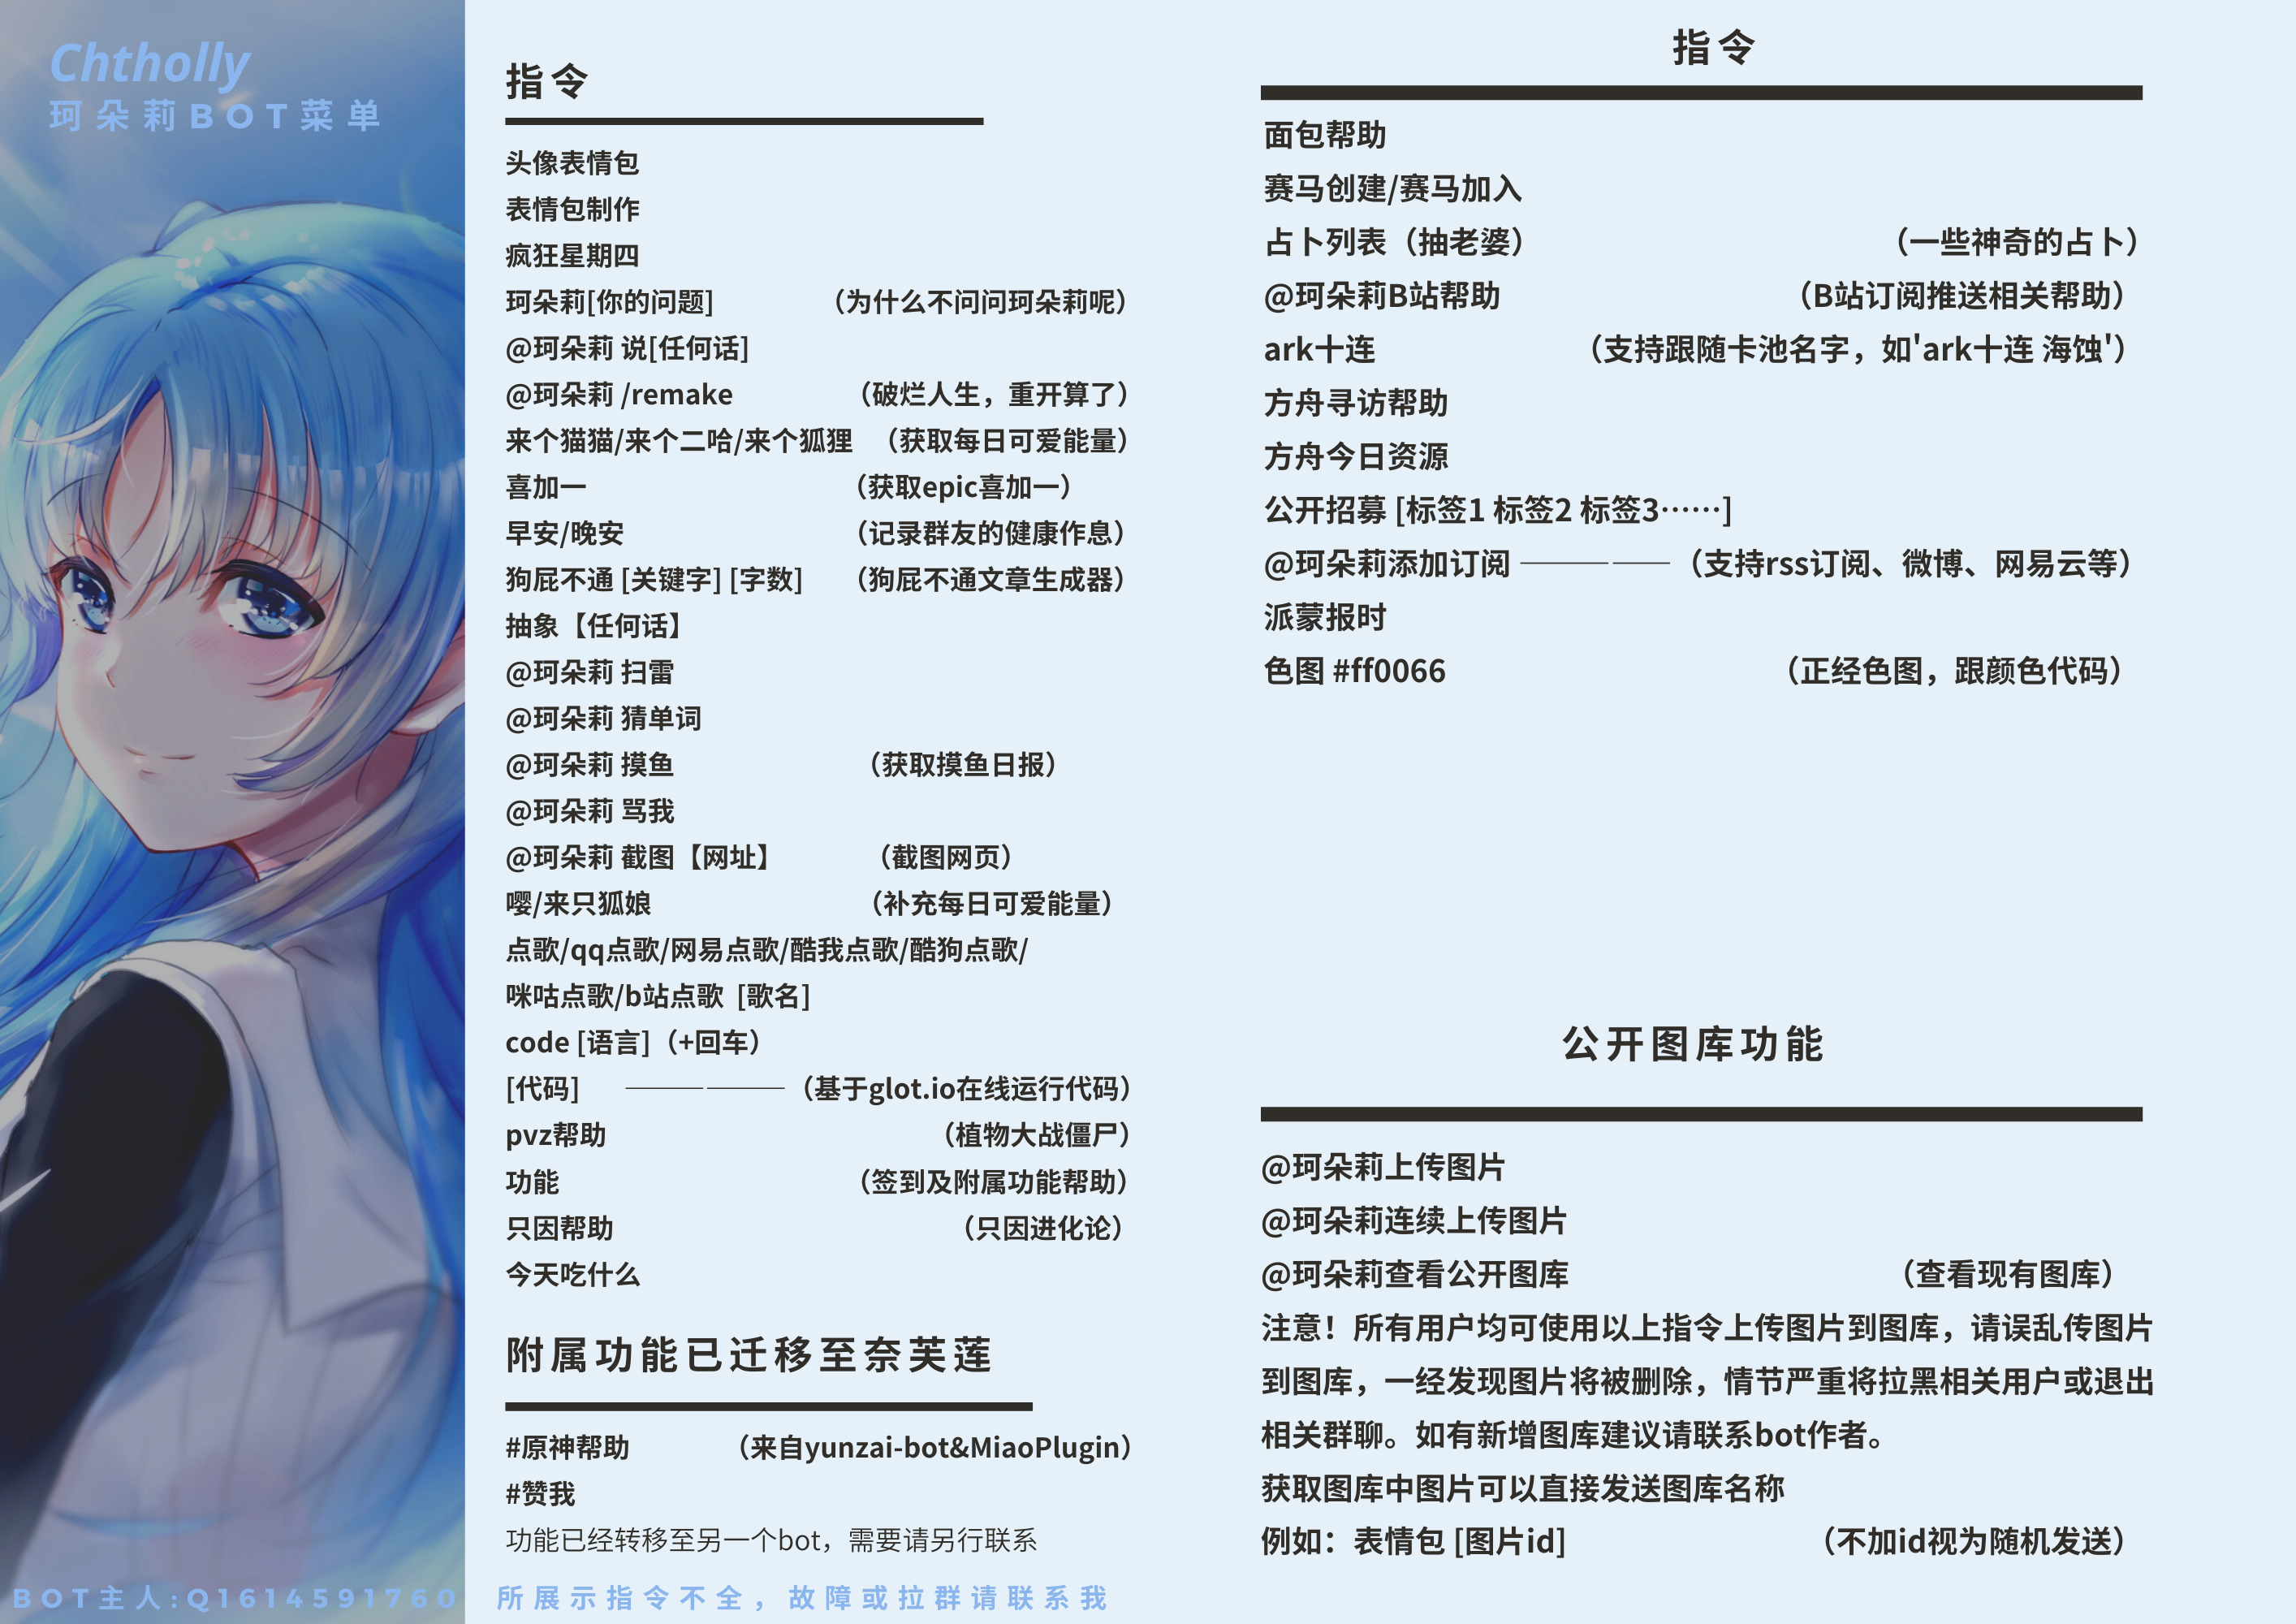 Chtholly
珂朵莉BOT菜单
指令
头像表情包
表情包制作
疯狂星期四
珂朵莉[你的问题] （为什么不问问珂朵莉呢）
@珂朵莉 说[任何话]
@珂朵莉 /remake （破烂人生，重开算了）
来个猫猫/来个二哈/来个狐狸 （获取每日可爱能量）
喜加一 （获取epic喜加一）
早安/晚安 （记录群友的健康作息）
狗屁不通 [关键字] [字数] （狗屁不通文章生成器）
抽象【任何话】
@珂朵莉 扫雷
@珂朵莉 猜单词
@珂朵莉 摸鱼 （获取摸鱼日报）
@珂朵莉 骂我
@珂朵莉 截图【网址】 （截图网页）
嘤/来只狐娘 （补充每日可爱能量）
点歌/qq点歌/网易点歌/酷我点歌/酷狗点歌/
咪咕点歌/b站点歌 [歌名]
code [语言]（+回车）
[代码] ——— ———（基于glot.io在线运行代码）
pvz帮助 （植物大战僵尸）
功能 （签到及附属功能帮助）
只因帮助 （只因进化论）
今天吃什么
附属功能已迁移至奈芙莲
#原神帮助 （来自yunzai-bot&MiaoPlugin）
#赞我
功能已经转移至另一个bot，需要请另行联系
指令
面包帮助
赛马创建/赛马加入
占卜列表（抽老婆） （一些神奇的占卜）
@珂朵莉B站帮助 （B站订阅推送相关帮助）
ark十连 （支持跟随卡池名字，如'ark十连 海蚀'）
方舟寻访帮助
方舟今日资源
公开招募 [标签1 标签2 标签3……]
@珂朵莉添加订阅 ——— ——（支持rss订阅、微博、网易云等）
派蒙报时
色图 #ff0066 （正经色图，跟颜色代码）
公开图库功能
@珂朵莉上传图片
@珂朵莉连续上传图片
@珂朵莉查看公开图库 （查看现有图库）
注意！所有用户均可使用以上指令上传图片到图库，请误乱传图片
到图库，一经发现图片将被删除，情节严重将拉黑相关用户或退出
相关群聊。如有新增图库建议请联系bot作者。
获取图库中图片可以直接发送图库名称
例如：表情包 [图片id] （不加id视为随机发送）
BOT主人:Q1614591760
所展示指令不全，故障或拉群请联系我